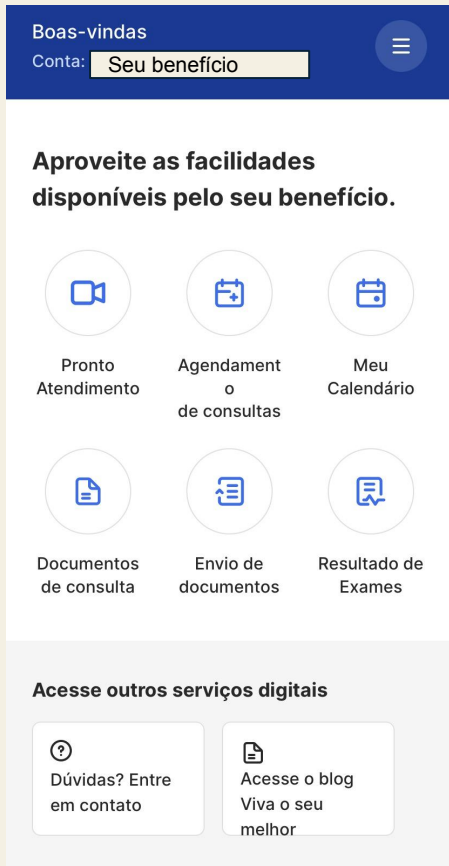 Boas-vindas
Conta: Seu benefício
Aproveite as facilidades
disponíveis pelo seu benefício.
Pronto
Atendimento
Agendament
o
de consultas
Meu
Calendário
Documentos
de consulta
Envio de
documentos
Resultado de
Exames
Acesse outros serviços digitais
Dúvidas? Entre
em contato
Acesse o blog
Viva o seu
melhor